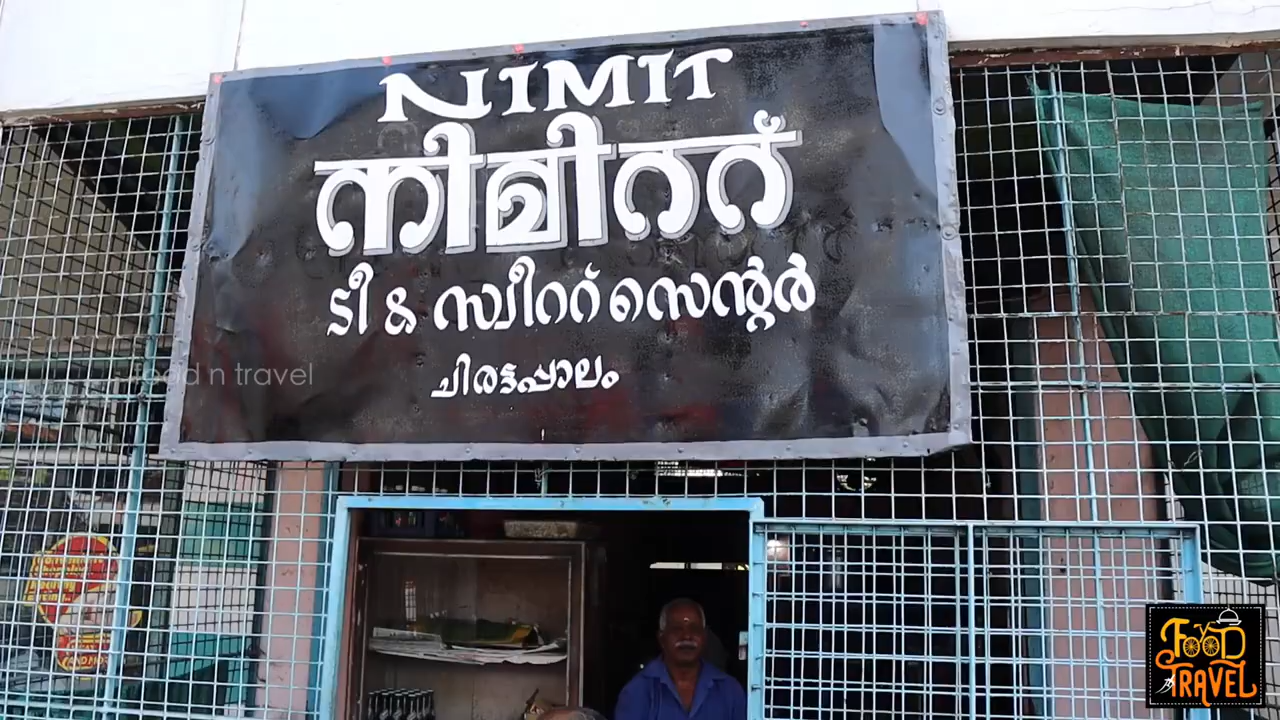 NIMIT
നിമിററ്
ടീ & സ്വീററ് സെന്റർ
ചിരട്ടപ്പാലം
food n travel
FOOD
N TRAVEL